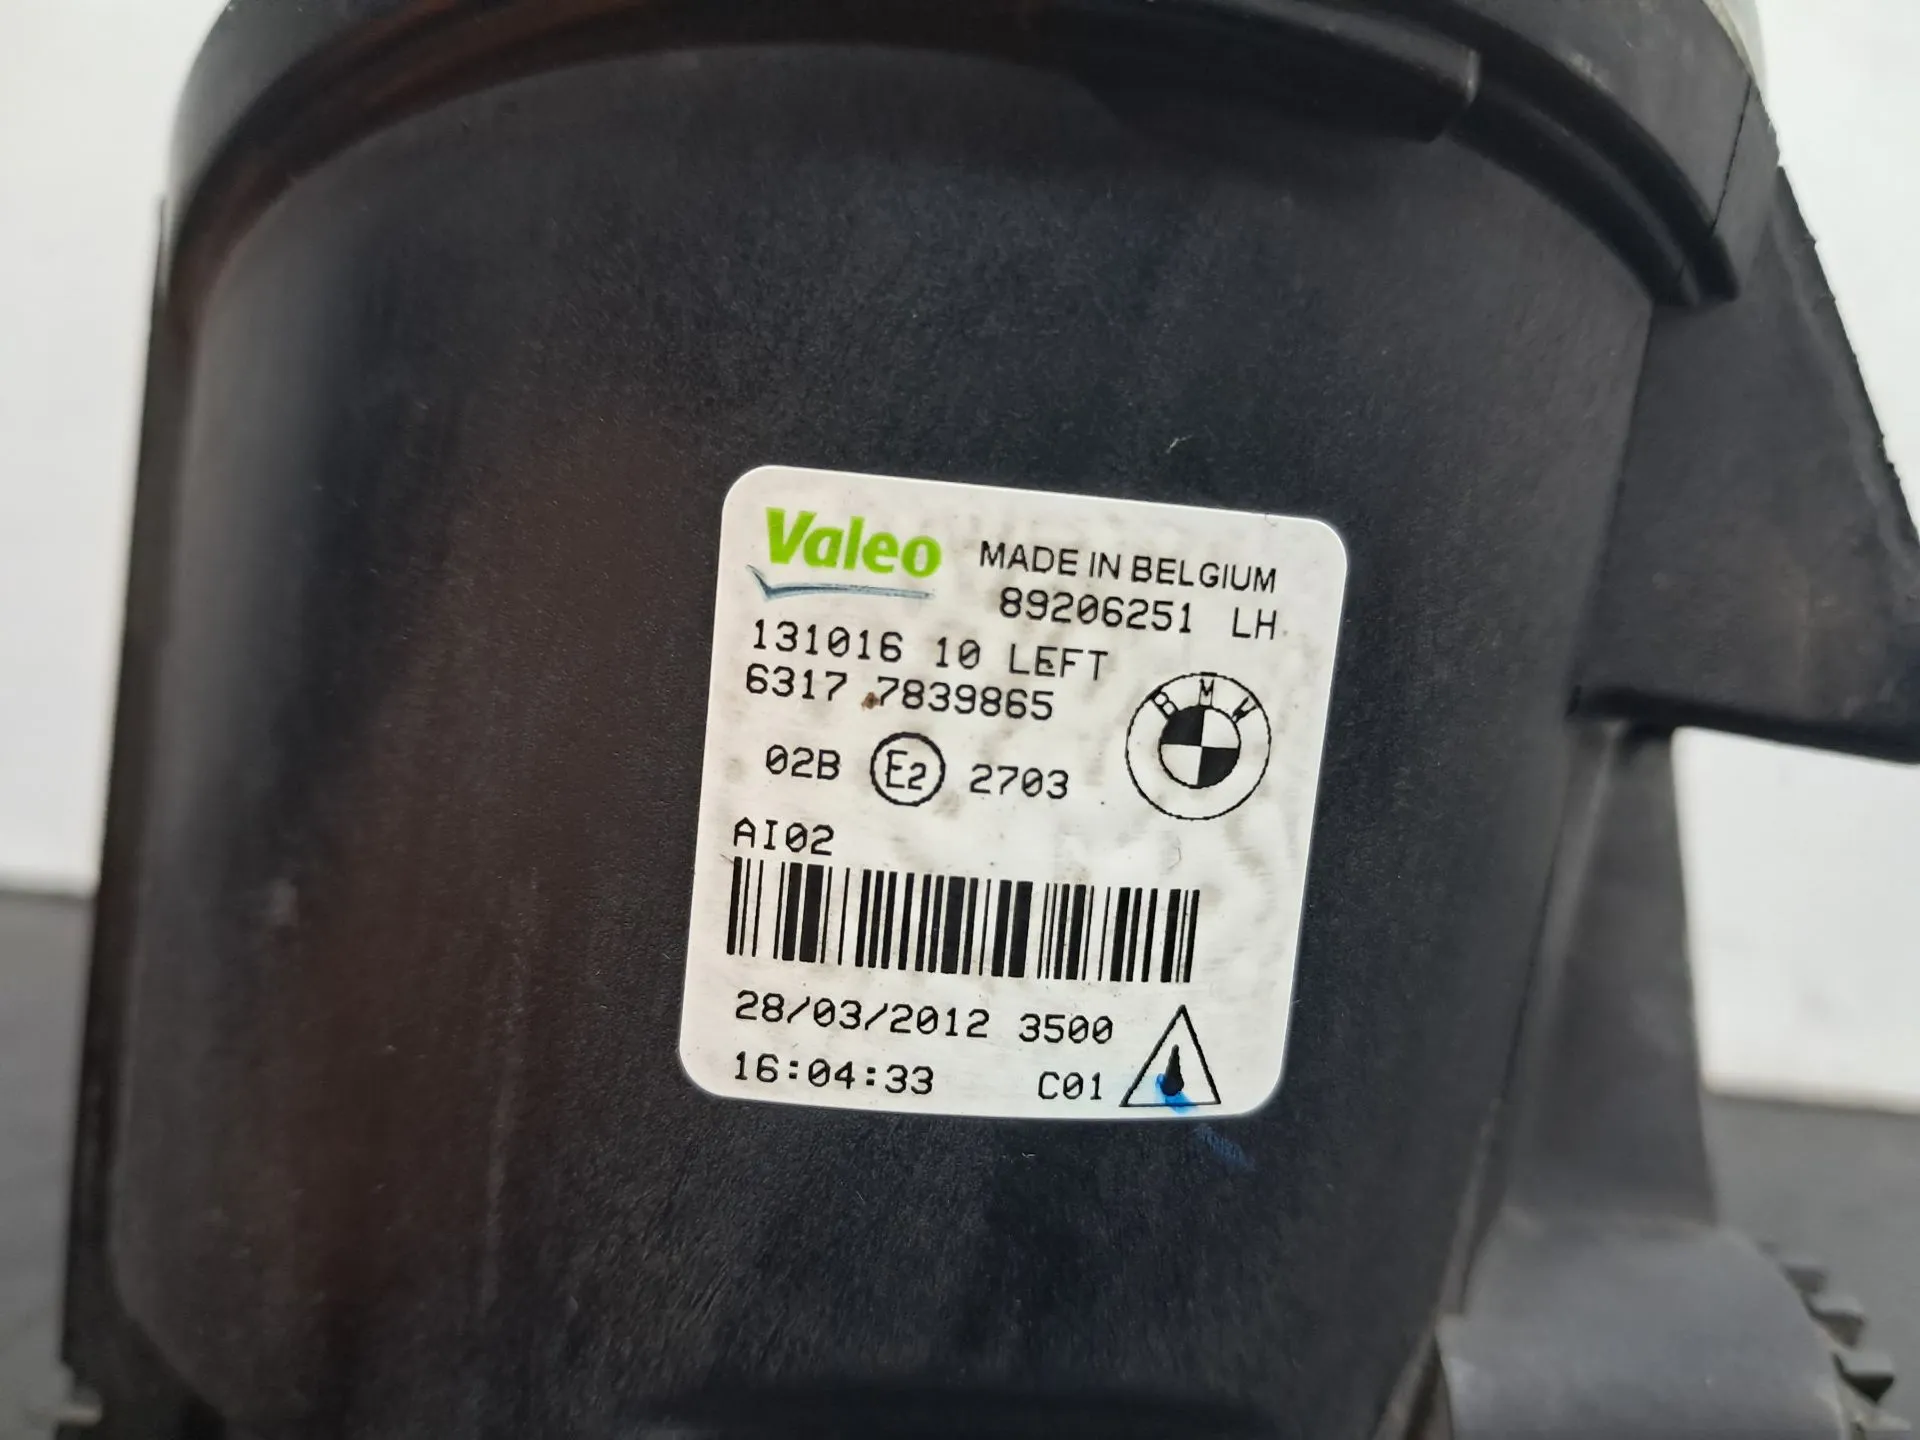 Valeo MADE IN BELGIUM
89206251 LH
131016 10 LEFT
6317 7839865
BMW
02B E2 2703
AI02
28/03/2012 3500
16:04:33 C01